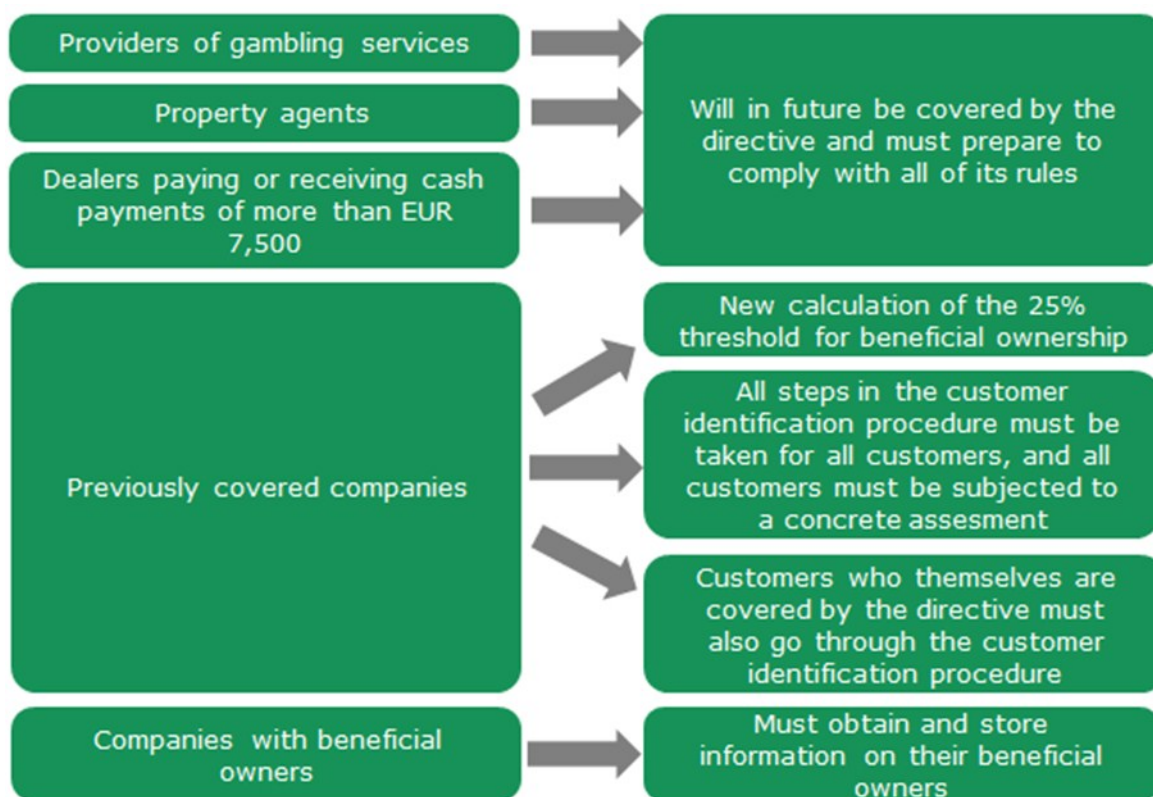 Providers of gambling services
Property agents
Dealers paying or receiving cash
payments of more than EUR
7,500
Will in future be covered by the
directive and must prepare to
comply with all of its rules
Previously covered companies
New calculation of the 25%
threshold for beneficial ownership
All steps in the customer
identification procedure must be
taken for all customers, and all
customers must be subjected to
a concrete assesment
Customers who themselves are
covered by the directive must
also go through the customer
identification procedure
Companies with beneficial
owners
Must obtain and store
information on their beneficial
owners